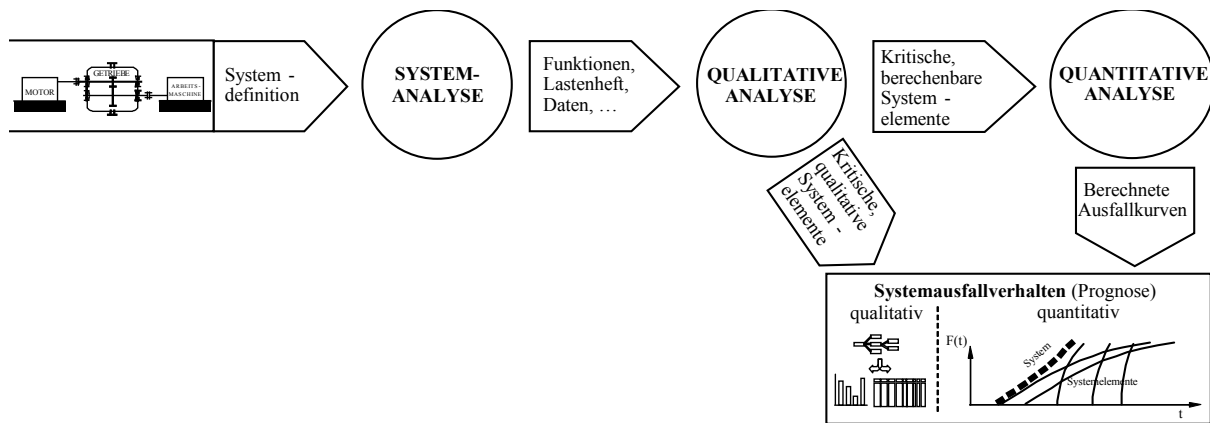 GETRIEBE
MOTOR
ARBEITS-
MASCHINE
System -
definition
SYSTEM-
ANALYSE
Funktionen,
Lastenheft,
Daten, …
QUALITATIVE
ANALYSE
Kritische,
berechenbare
System -
elemente
QUANTITATIVE
ANALYSE
Kritische,
qualitative
System -
elemente
Berechnete
Ausfallkurven
Systemausfallverhalten (Prognose)
qualitativ
quantitativ
F(t)
System
Systemelemente
t